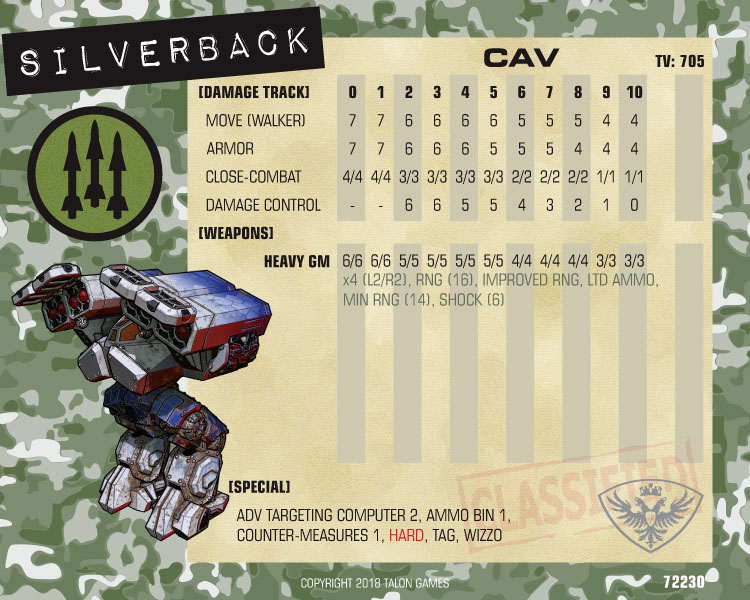 SILVERBACK
CAV TV: 705
[DAMAGE TRACK] 0 1 2 3 4 5 6 7 8 9 10
MOVE (WALKER) 7 7 6 6 6 6 5 5 5 4 4
ARMOR 7 7 6 6 6 5 5 5 4 4 4
CLOSE-COMBAT 4/4 4/4 3/3 3/3 3/3 3/3 2/2 2/2 2/2 1/1 1/1
DAMAGE CONTROL - - 6 6 5 5 4 3 2 1 0
[WEAPONS]
HEAVY GM 6/6 6/6 5/5 5/5 5/5 5/5 4/4 4/4 4/4 3/3 3/3
x4 (L2/R2), RNG (16), IMPROVED RNG, LTD AMMO,
MIN RNG (14), SHOCK (6)
[SPECIAL]
CLASSIFIED
ADV TARGETING COMPUTER 2, AMMO BIN 1,
COUNTER-MEASURES 1, HARD, TAG, WIZZO
COPYRIGHT 2018 TALON GAMES
72230